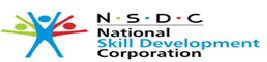 N·S·D·C
National
Skill Development
Corporation